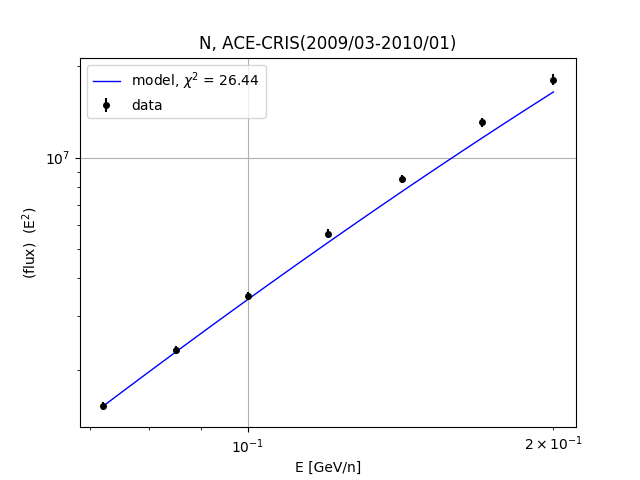 N, ACE-CRIS(2009/03-2010/01)
model, χ² = 26.44
data
10⁷
(flux) (E²)
10⁻¹
2 × 10⁻¹
E [GeV/n]